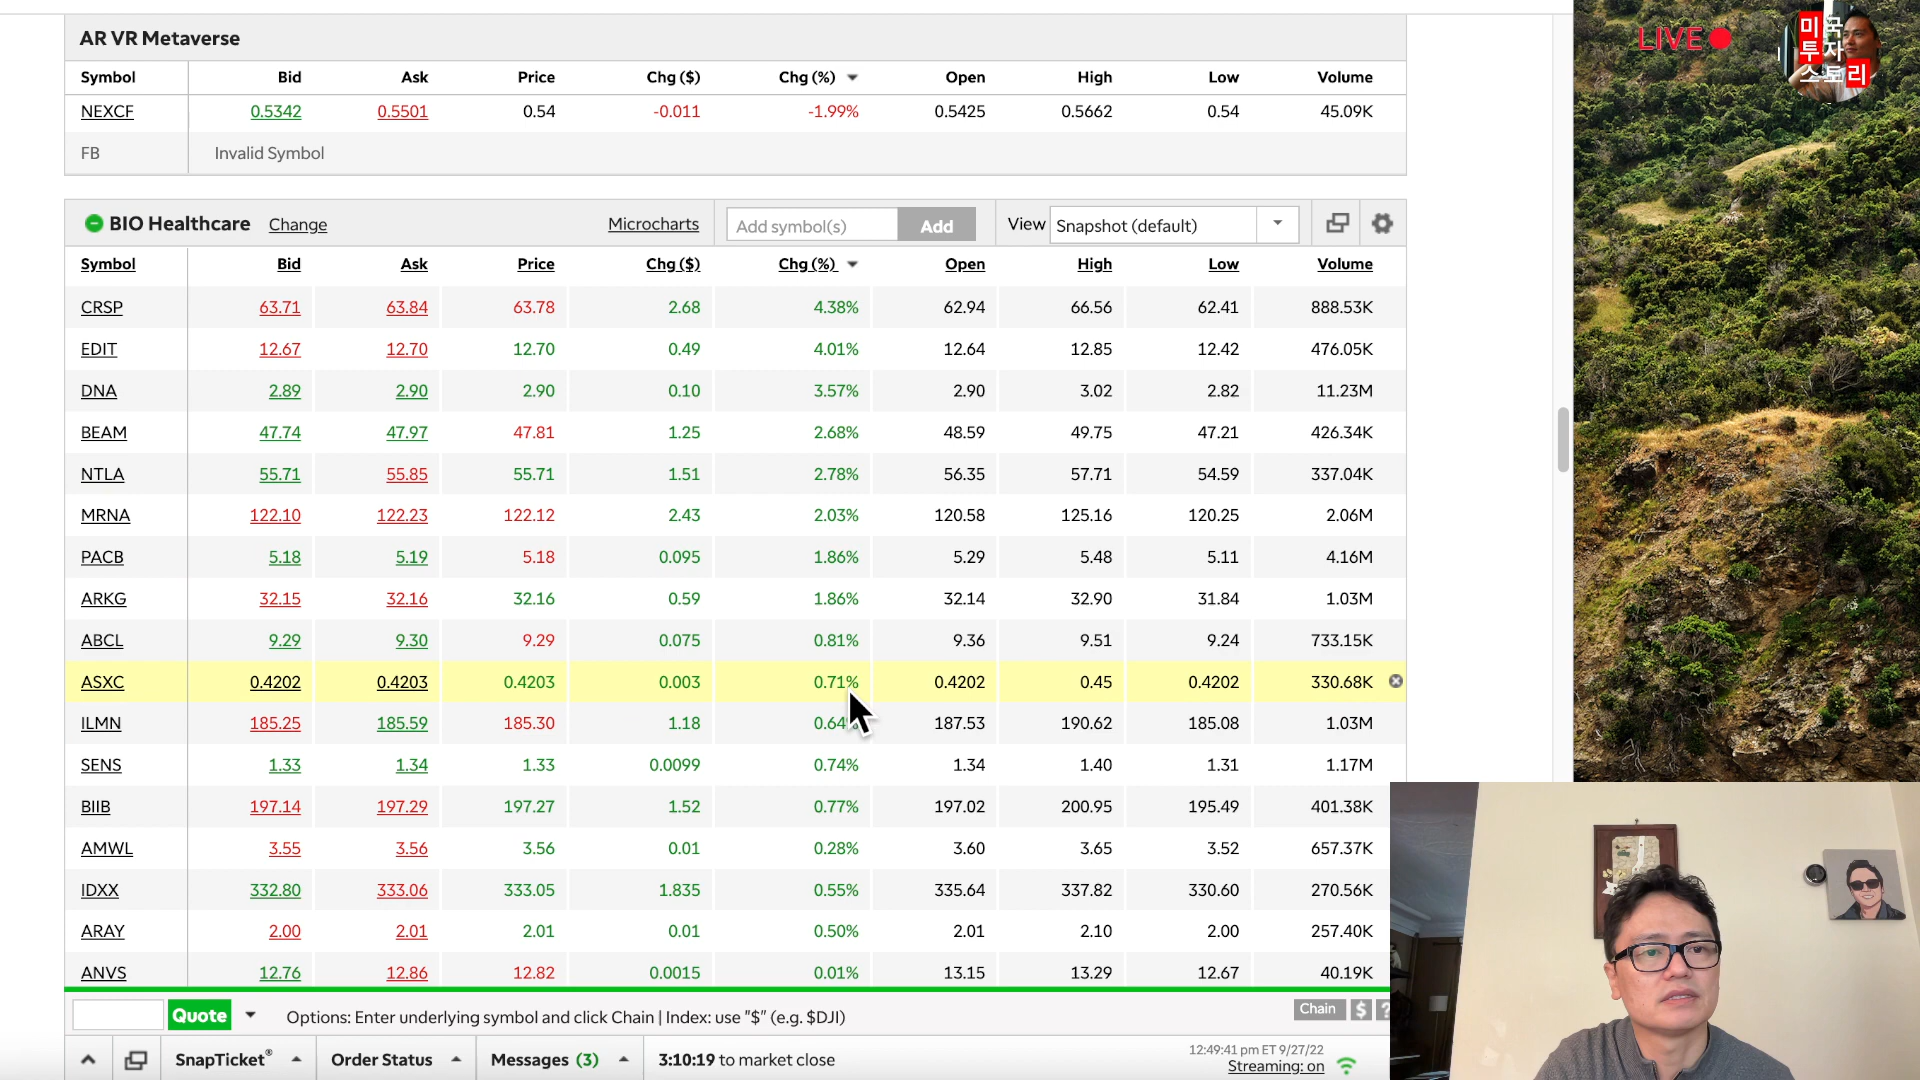 AR VR Metaverse
Symbol Bid Ask Price Chg ($) Chg (%) Open High Low Volume
NEXCF 0.5342 0.5501 0.54 -0.011 -1.99% 0.5425 0.5662 0.54 45.09K
FB Invalid Symbol
BIO Healthcare Change Microcharts Add symbol(s) Add View Snapshot (default)
Symbol Bid Ask Price Chg ($) Chg (%) Open High Low Volume
CRSP 63.71 63.84 63.78 2.68 4.38% 62.94 66.56 62.41 888.53K
EDIT 12.67 12.70 12.70 0.49 4.01% 12.64 12.85 12.42 476.05K
DNA 2.89 2.90 2.90 0.10 3.57% 2.90 3.02 2.82 11.23M
BEAM 47.74 47.97 47.81 1.25 2.68% 48.59 49.75 47.21 426.34K
NTLA 55.71 55.85 55.71 1.51 2.78% 56.35 57.71 54.59 337.04K
MRNA 122.10 122.23 122.12 2.43 2.03% 120.58 125.16 120.25 2.06M
PACB 5.18 5.19 5.18 0.095 1.86% 5.29 5.48 5.11 4.16M
ARKG 32.15 32.16 32.16 0.59 1.86% 32.14 32.90 31.84 1.03M
ABCL 9.29 9.30 9.29 0.075 0.81% 9.36 9.51 9.24 733.15K
ASXC 0.4202 0.4203 0.4203 0.003 0.71% 0.4202 0.45 0.4202 330.68K
ILMN 185.25 185.59 185.30 1.18 0.64% 187.53 190.62 185.08 1.03M
SENS 1.33 1.34 1.33 0.0099 0.74% 1.34 1.40 1.31 1.17M
BIIB 197.14 197.29 197.27 1.52 0.77% 197.02 200.95 195.49 401.38K
AMWL 3.55 3.56 3.56 0.01 0.28% 3.60 3.65 3.52 657.37K
IDXX 332.80 333.06 333.05 1.835 0.55% 335.64 337.82 330.60 270.56K
ARAY 2.00 2.01 2.01 0.01 0.50% 2.01 2.10 2.00 257.40K
ANVS 12.76 12.86 12.82 0.0015 0.01% 13.15 13.29 12.67 40.19K
Quote Options: Enter underlying symbol and click Chain | Index: use "$" (e.g. $DJI) Chain $ ?
SnapTicket® Order Status Messages (3) 3:10:19 to market close
12:49:41 pm ET 9/27/22
Streaming: on
LIVE
미국
투자
스토리